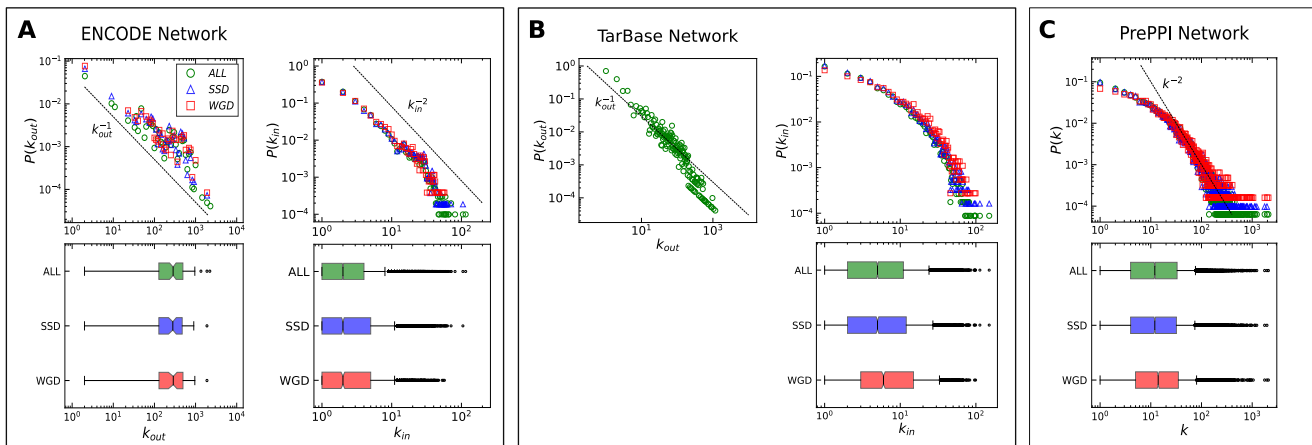 A
ENCODE Network
P(k_out)
10^-1
10^-2
10^-3
10^-4
k_out^-1
ALL
SSD
WGD
10^0 10^1 10^2 10^3 10^4
P(k_in)
10^0
10^-1
10^-2
10^-3
10^-4
k_in^-2
10^0 10^1 10^2
ALL
SSD
WGD
10^0 10^1 10^2 10^3 10^4
k_out
ALL
SSD
WGD
10^0 10^1 10^2
k_in
B
TarBase Network
P(k_out)
10^0
10^-1
10^-2
10^-3
10^-4
k_out^-1
10^1 10^3
k_out
P(k_in)
10^-1
10^-2
10^-3
10^-4
10^0 10^1 10^2
ALL
SSD
WGD
10^0 10^1 10^2
k_in
C
PrePPI Network
P(k)
10^0
10^-1
10^-2
10^-3
10^-4
k^-2
10^0 10^1 10^2 10^3
ALL
SSD
WGD
10^0 10^1 10^2 10^3
k